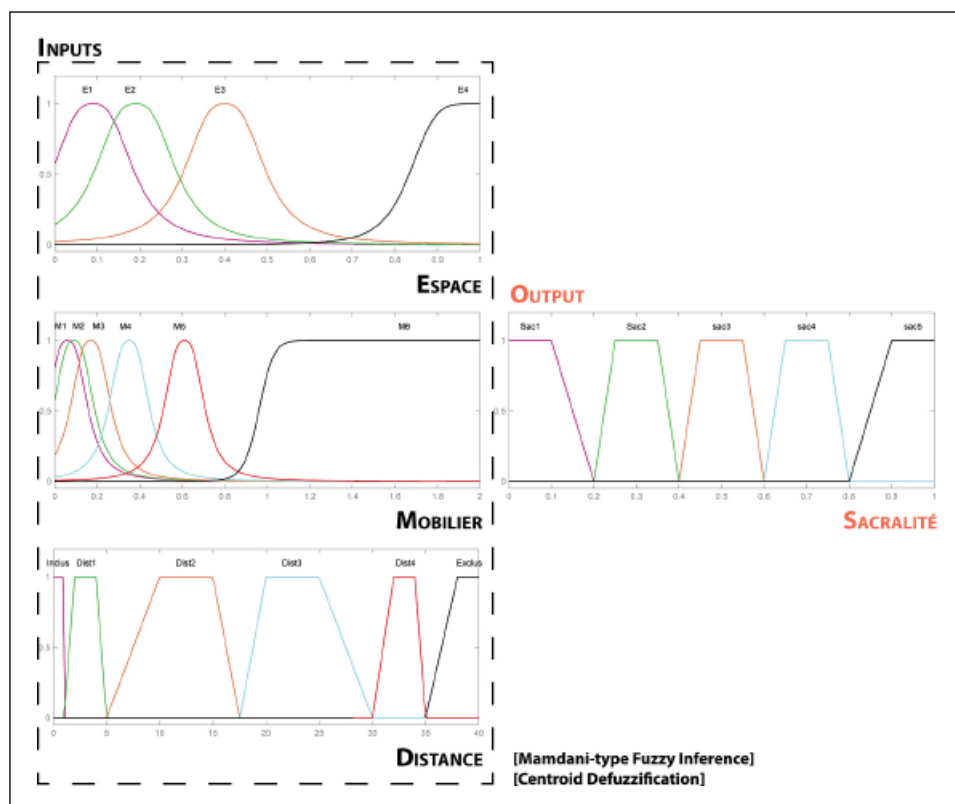 INPUTS
E1 E2 E3 E4
1
0.5
0
0 0.1 0.2 0.3 0.4 0.5 0.6 0.7 0.8 0.9 1
ESPACE
M1 M2 M3 M4 M5 M6
1
0.5
0
0 0.2 0.4 0.6 0.8 1 1.2 1.4 1.6 1.8 2
MOBILIER
Inclus Dist1 Dist2 Dist3 Dist4 Exclus
1
0.5
0
0 5 10 15 20 25 30 35 40
DISTANCE
OUTPUT
Sac1 Sac2 sac3 sac4 sac5
1
0.5
0
0 0.1 0.2 0.3 0.4 0.5 0.6 0.7 0.8 0.9 1
SACRALITÉ
[Mamdani-type Fuzzy Inference]
[Centroid Defuzzification]